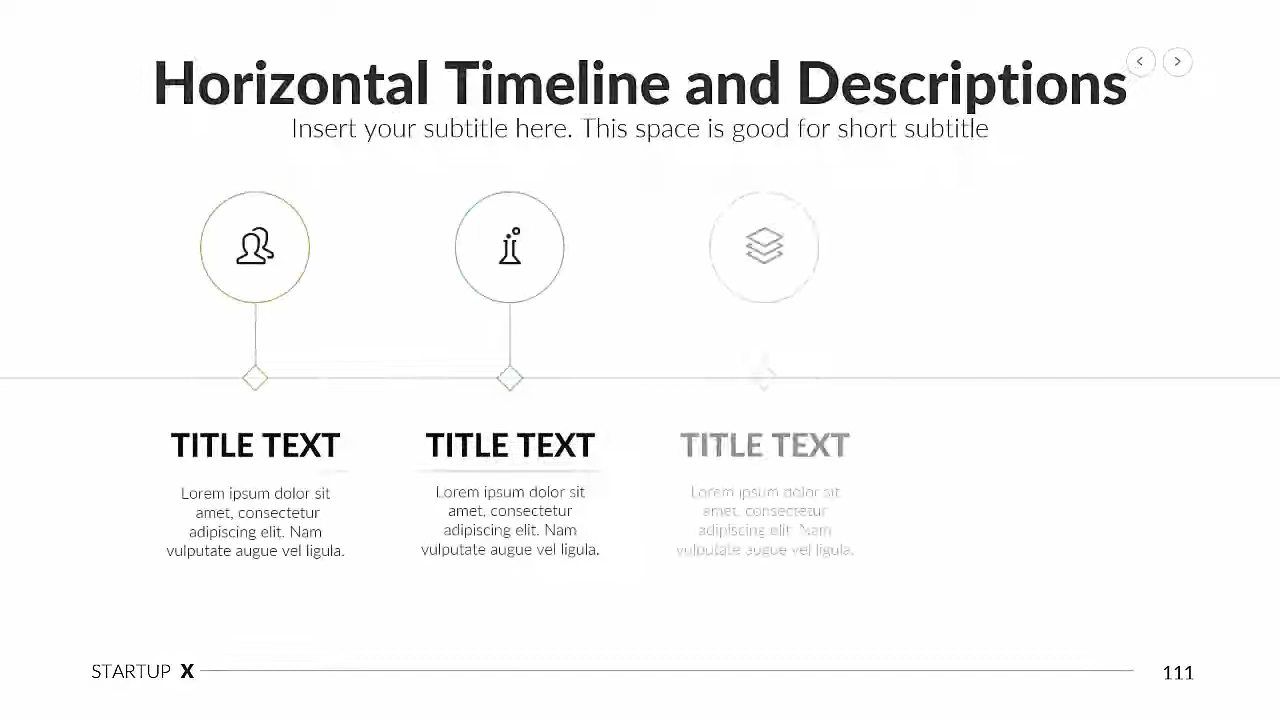 Horizontal Timeline and Descriptions
Insert your subtitle here. This space is good for short subtitle
TITLE TEXT
Lorem ipsum dolor sit
amet, consectetur
adipiscing elit. Nam
vulputate augue vel ligula.
TITLE TEXT
Lorem ipsum dolor sit
amet, consectetur
adipiscing elit. Nam
vulputate augue vel ligula.
TITLE TEXT
Lorem ipsum dolor sit
amet, consectetur
adipiscing elit. Nam
vulputate augue vel ligula.
STARTUP X
111